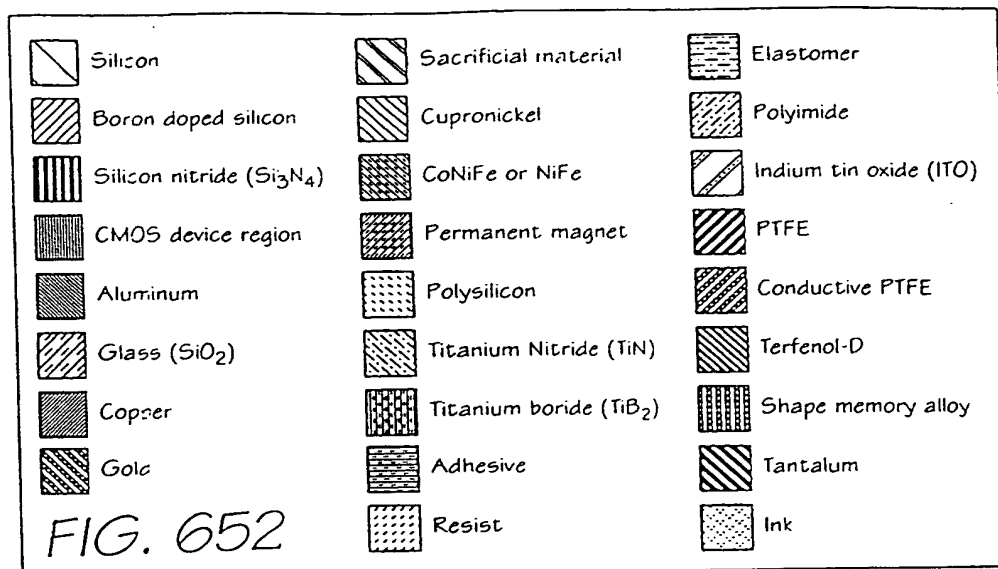 Silicon
Boron doped silicon
Silicon nitride (Si₃N₄)
CMOS device region
Aluminum
Glass (SiO₂)
Copper
Gold
FIG. 652
Sacrificial material
Cupronickel
CoNiFe or NiFe
Permanent magnet
Polysilicon
Titanium Nitride (TiN)
Titanium boride (TiB₂)
Adhesive
Resist
Elastomer
Polyimide
Indium tin oxide (ITO)
PTFE
Conductive PTFE
Terfenol-D
Shape memory alloy
Tantalum
Ink